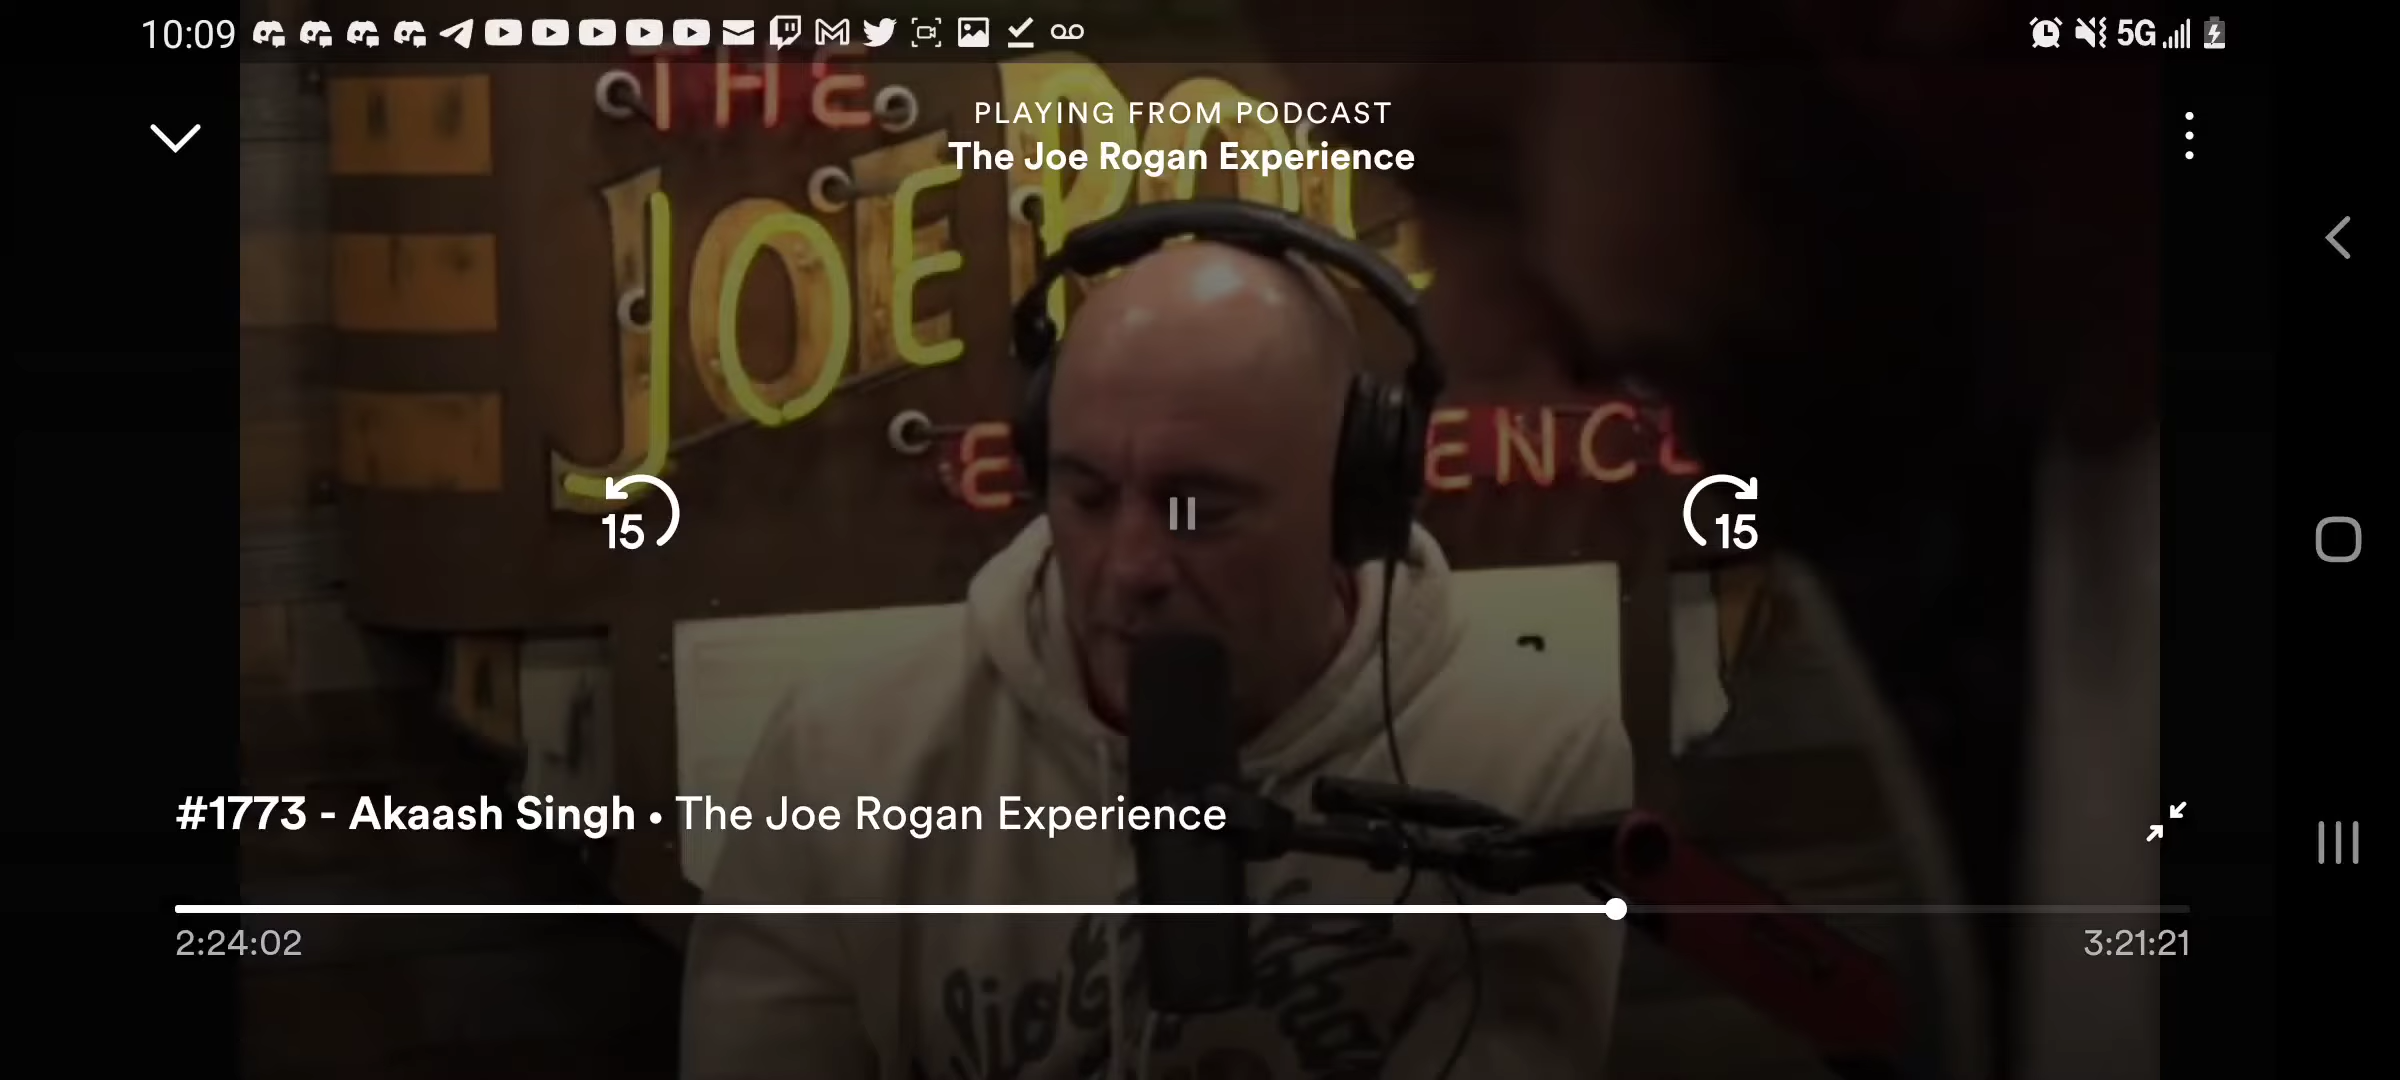 10:09
5G
PLAYING FROM PODCAST
The Joe Rogan Experience
THE
JOE
15
15
#1773 - Akaash Singh • The Joe Rogan Experience
2:24:02
3:21:21